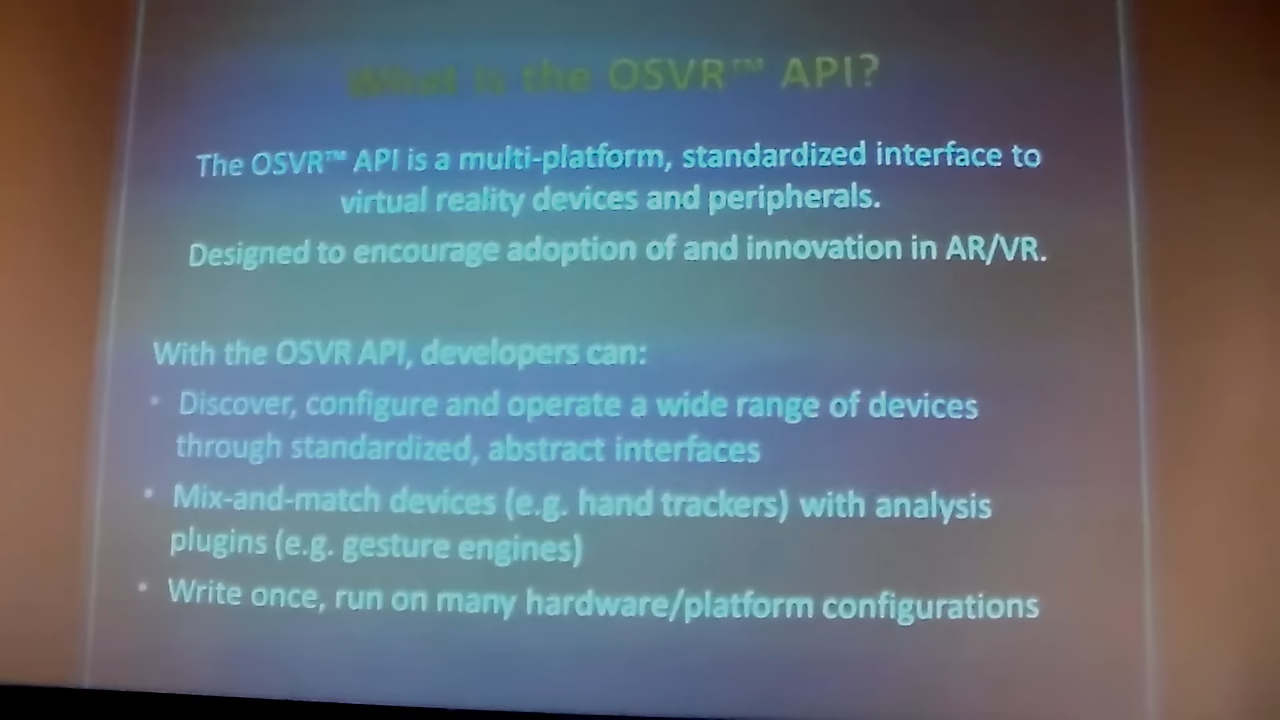 What is the OSVR™ API?
The OSVR™ API is a multi-platform, standardized interface to
virtual reality devices and peripherals.
Designed to encourage adoption of and innovation in AR/VR.
With the OSVR API, developers can:
• Discover, configure and operate a wide range of devices
through standardized, abstract interfaces
• Mix-and-match devices (e.g. hand trackers) with analysis
plugins (e.g. gesture engines)
• Write once, run on many hardware/platform configurations